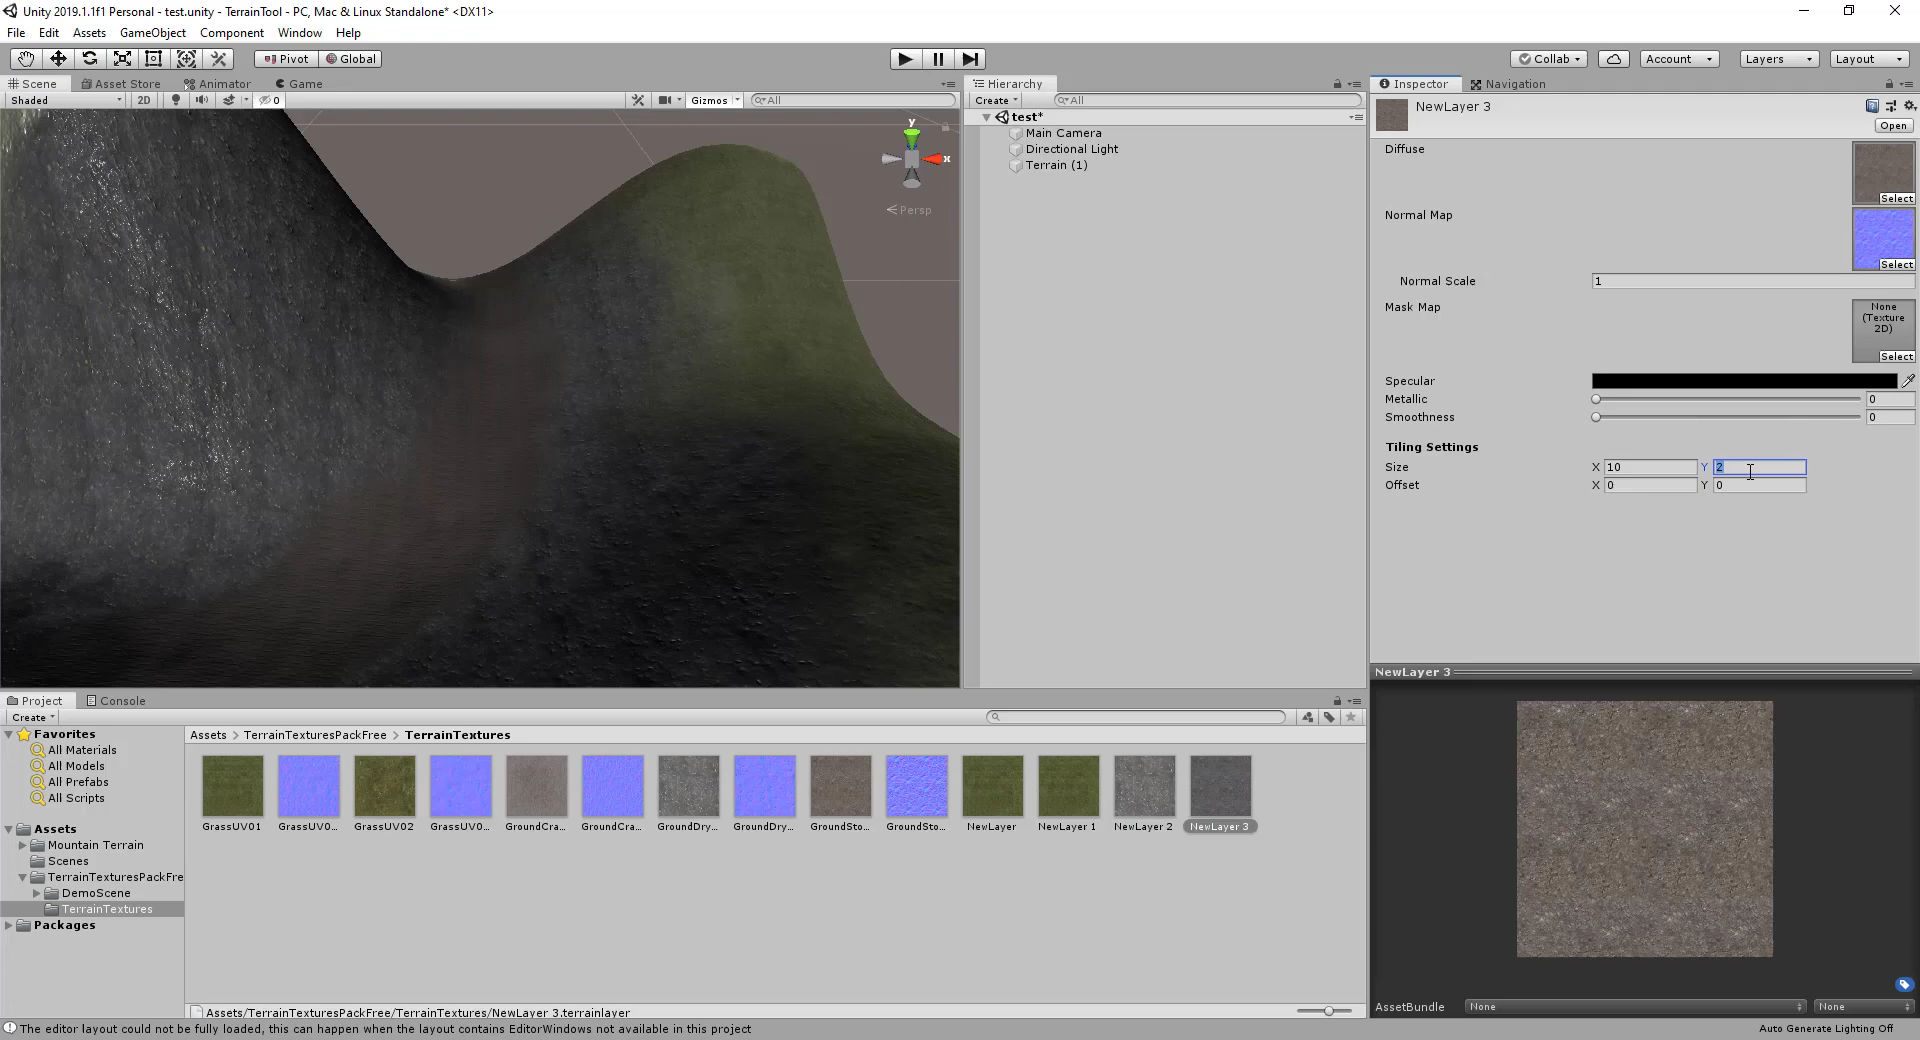 Unity 2019.1.1f1 Personal - test.unity - TerrainTool - PC, Mac & Linux Standalone* <DX11>
File Edit Assets GameObject Component Window Help
Pivot Global Collab Account Layers Layout
Scene Asset Store Animator Game
Shaded 2D 0 Gizmos All
y
x
Persp
Hierarchy
Create All
test*
Main Camera
Directional Light
Terrain (1)
Inspector Navigation
NewLayer 3
Open
Diffuse
Select
Normal Map
Select
Normal Scale 1
Mask Map
None
(Texture
2D)
Select
Specular
Metallic 0
Smoothness 0
Tiling Settings
Size X 10 Y 2
Offset X 0 Y 0
NewLayer 3
AssetBundle None None
Project Console
Create
Favorites
All Materials
All Models
All Prefabs
All Scripts
Assets
Mountain Terrain
Scenes
TerrainTexturesPackFre
DemoScene
TerrainTextures
Packages
Assets > TerrainTexturesPackFree > TerrainTextures
GrassUV01 GrassUV0... GrassUV02 GrassUV0... GroundCra... GroundCra... GroundDry... GroundDry... GroundSto... GroundSto... NewLayer NewLayer 1 NewLayer 2 NewLayer 3
Assets/TerrainTexturesPackFree/TerrainTextures/NewLayer 3.terrainlayer
The editor layout could not be fully loaded, this can happen when the layout contains EditorWindows not available in this project
Auto Generate Lighting Off